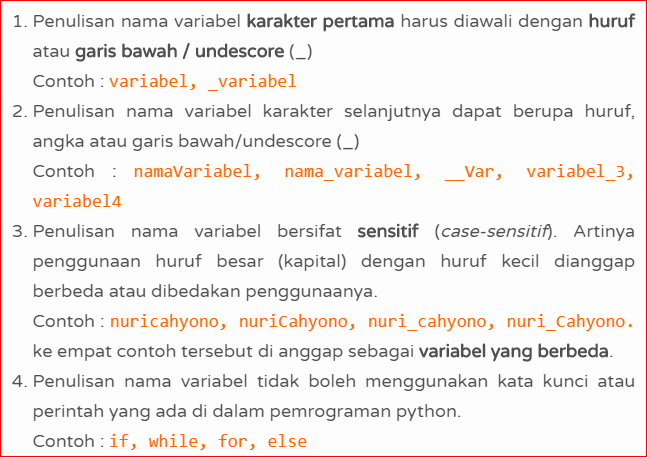 1. Penulisan nama variabel karakter pertama harus diawali dengan huruf
atau garis bawah / undescore (_)
Contoh : variabel, _variabel
2. Penulisan nama variabel karakter selanjutnya dapat berupa huruf,
angka atau garis bawah/undescore (_)
Contoh : namaVariabel, nama_variabel, __Var, variabel_3,
variabel4
3. Penulisan nama variabel bersifat sensitif (case-sensitif). Artinya
penggunaan huruf besar (kapital) dengan huruf kecil dianggap
berbeda atau dibedakan penggunaanya.
Contoh : nuricahyono, nuriCahyono, nuri_cahyono, nuri_Cahyono.
ke empat contoh tersebut di anggap sebagai variabel yang berbeda.
4. Penulisan nama variabel tidak boleh menggunakan kata kunci atau
perintah yang ada di dalam pemrograman python.
Contoh : if, while, for, else